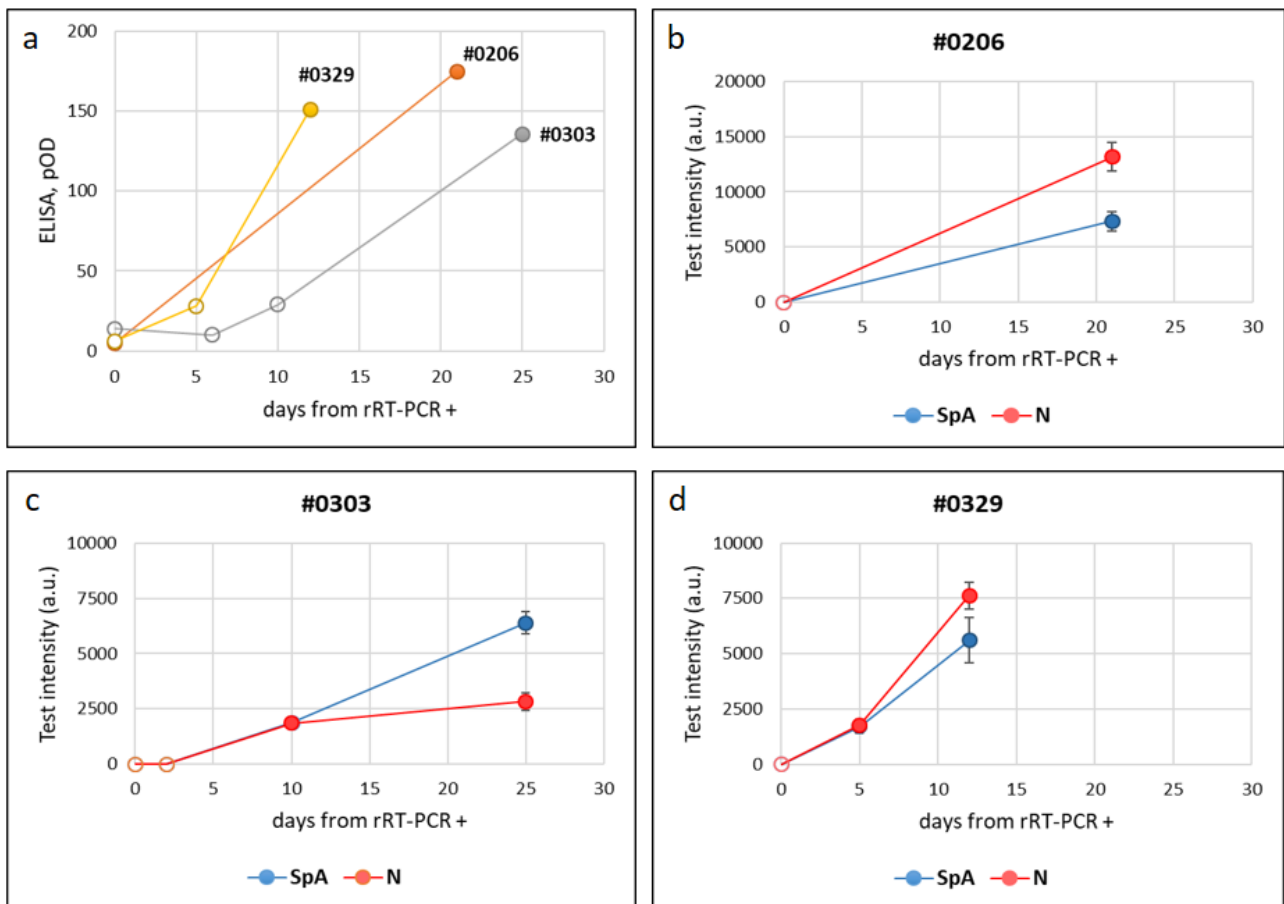 a
200
150
100
50
0
ELISA, pOD
#0329
#0206
#0303
0 5 10 15 20 25 30
days from rRT-PCR +
b
#0206
20000
15000
10000
5000
0
Test intensity (a.u.)
0 5 10 15 20 25 30
days from rRT-PCR +
SpA N
c
#0303
10000
7500
5000
2500
0
Test intensity (a.u.)
0 5 10 15 20 25 30
days from rRT-PCR +
SpA N
d
#0329
10000
7500
5000
2500
0
Test intensity (a.u.)
0 5 10 15 20 25 30
days from rRT-PCR +
SpA N